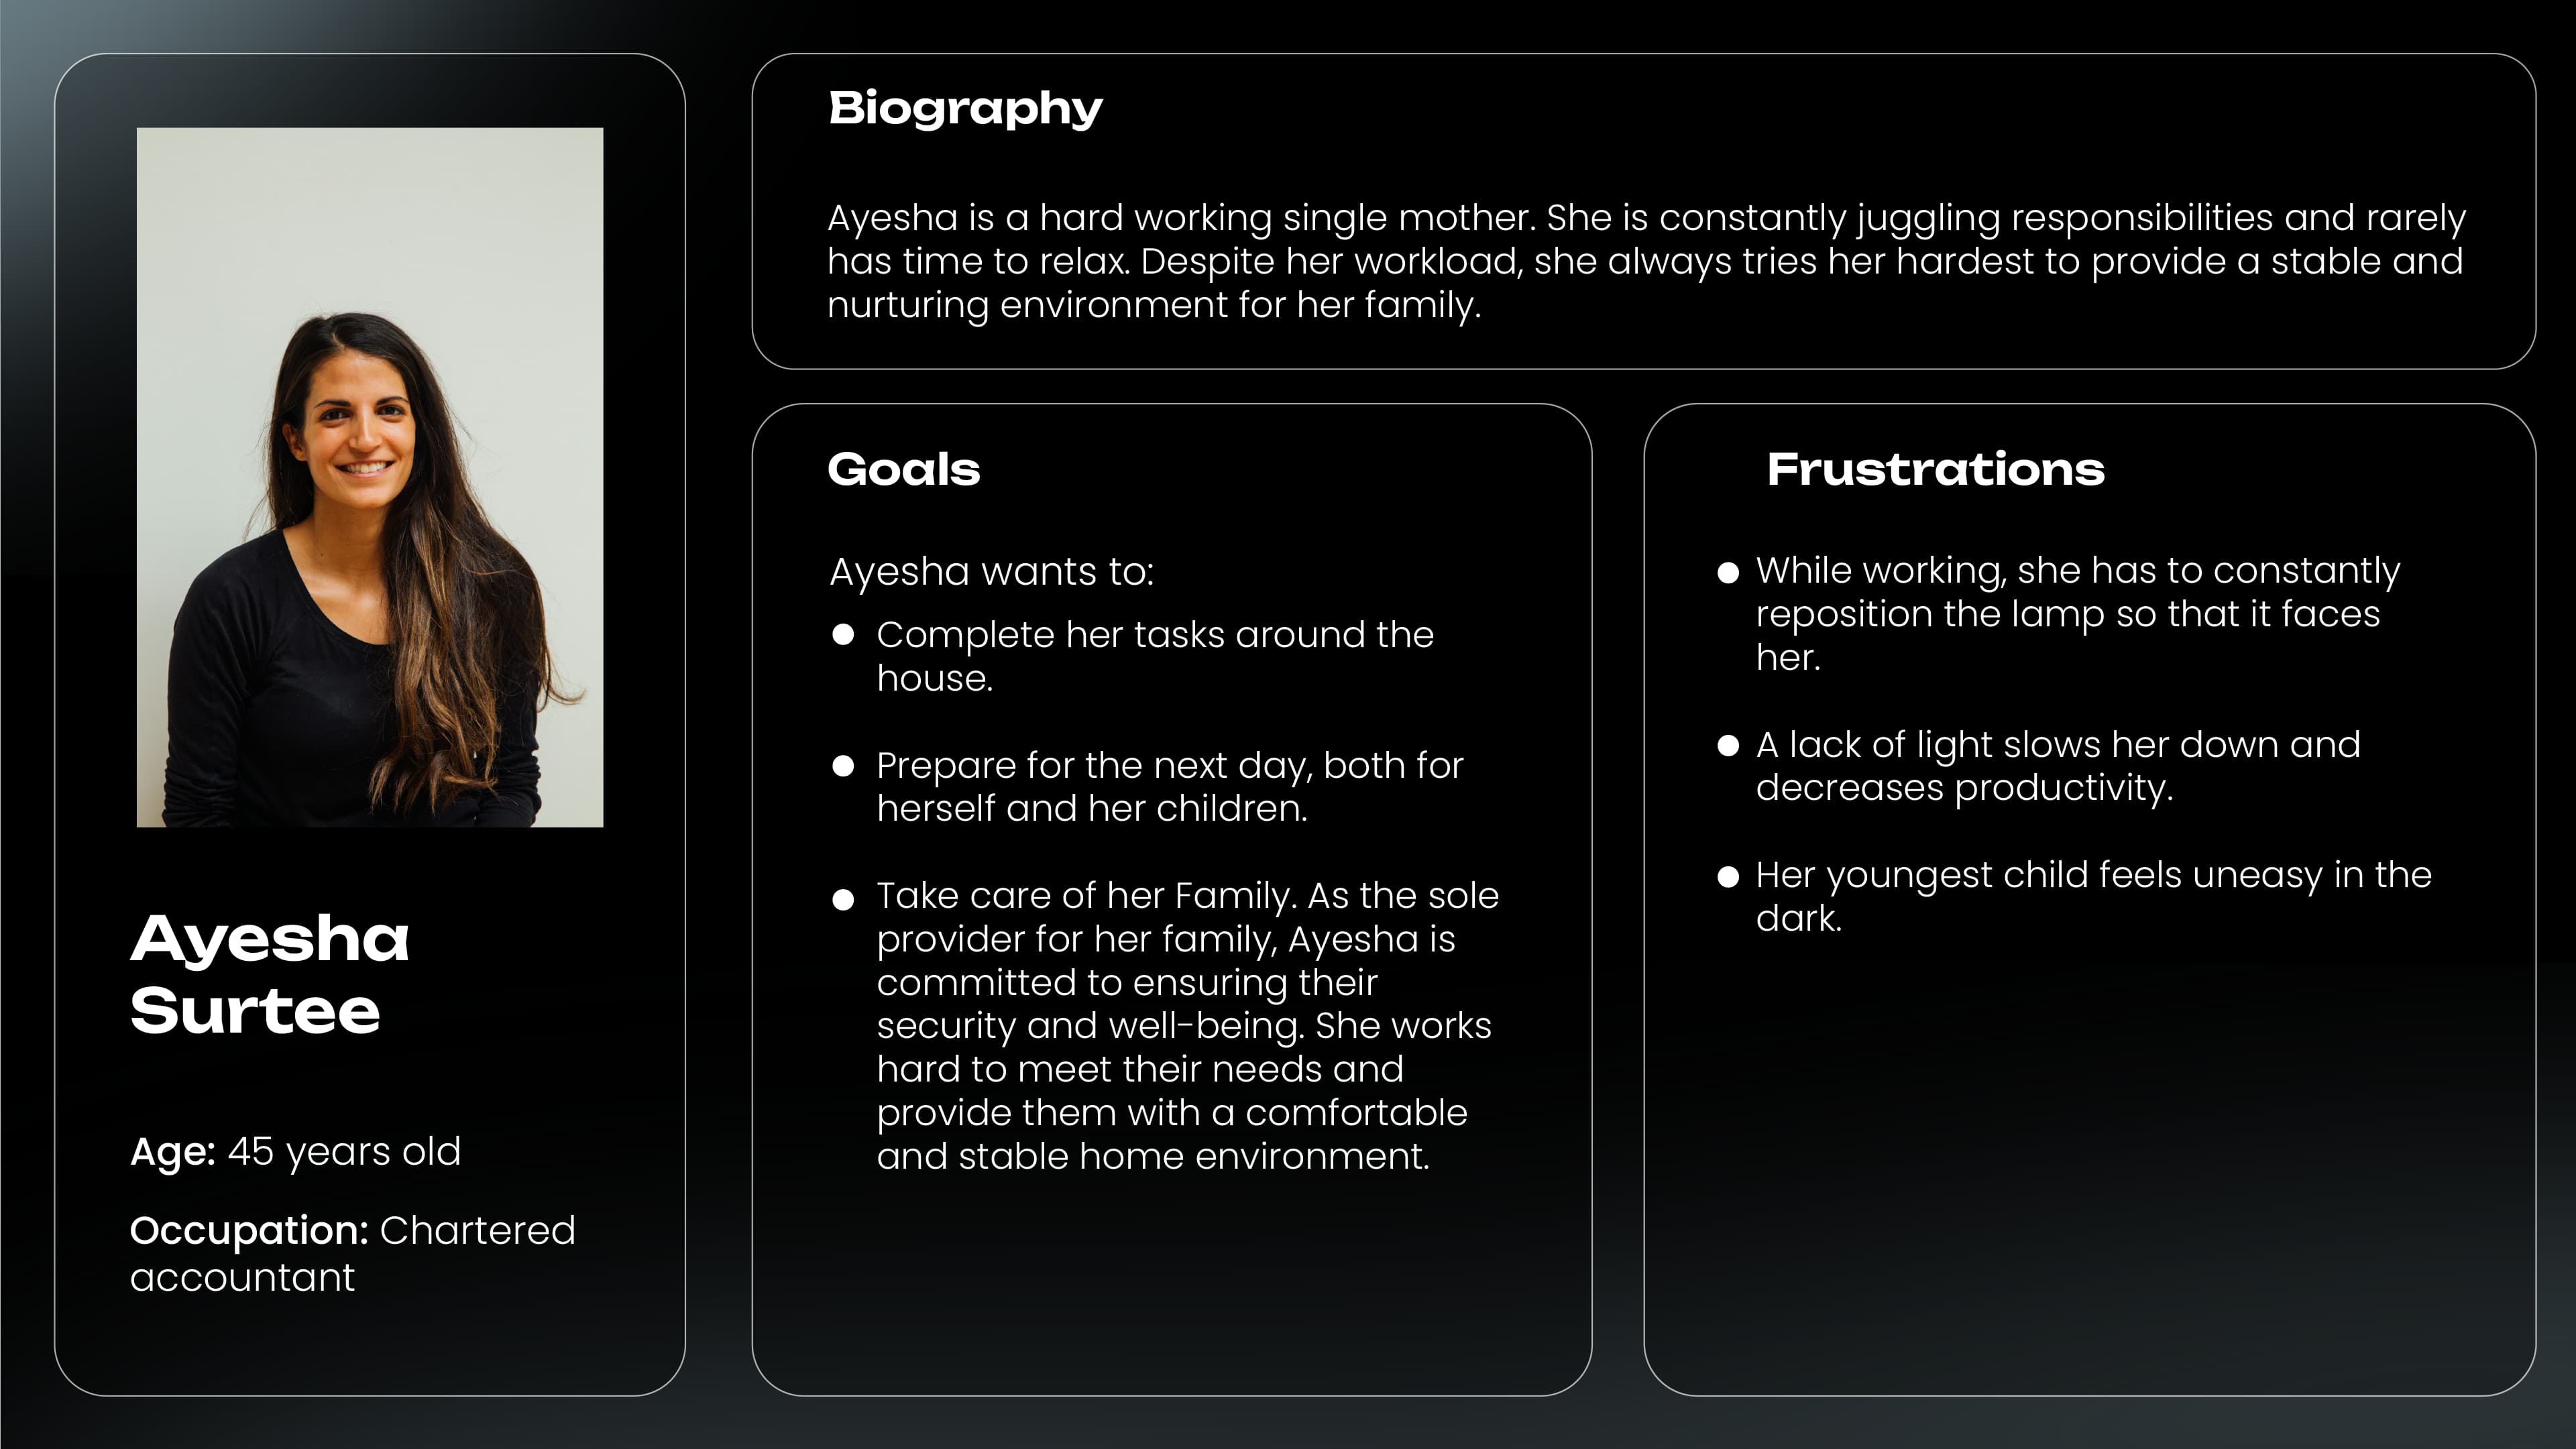 Biography
Ayesha is a hard working single mother. She is constantly juggling responsibilities and rarely
has time to relax. Despite her workload, she always tries her hardest to provide a stable and
nurturing environment for her family.
Goals
Ayesha wants to:
● Complete her tasks around the
house.
● Prepare for the next day, both for
herself and her children.
● Take care of her Family. As the sole
provider for her family, Ayesha is
committed to ensuring their
security and well-being. She works
hard to meet their needs and
provide them with a comfortable
and stable home environment.
Frustrations
● While working, she has to constantly
reposition the lamp so that it faces
her.
● A lack of light slows her down and
decreases productivity.
● Her youngest child feels uneasy in the
dark.
Ayesha
Surtee
Age: 45 years old
Occupation: Chartered
accountant